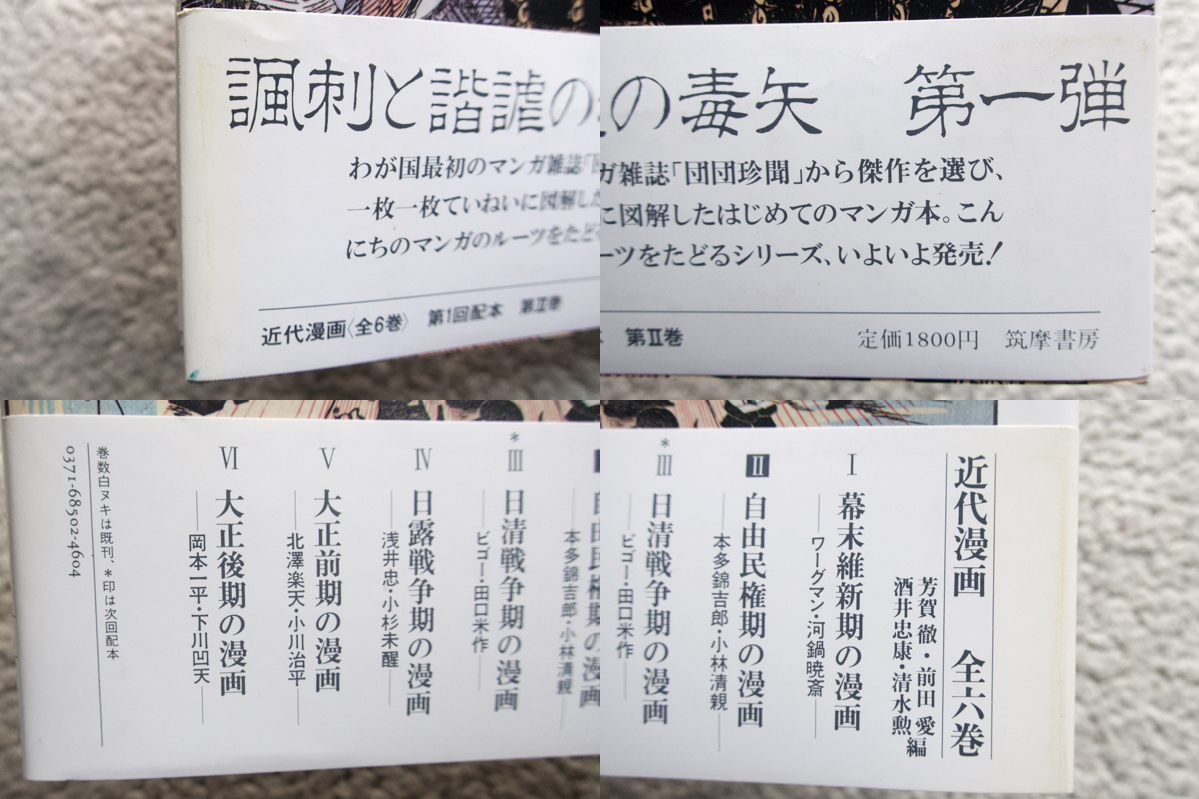 諷刺と諧謔の
の毒矢 第一弾
わが国最初のマンガ雑誌「
一枚一枚ていねいに図解した
にちのマンガのルーツをたど
ガ雑誌「団団珍聞」から傑作を選び、
に図解したはじめてのマンガ本。こん
ーツをたどるシリーズ、いよいよ発売!
近代漫画〈全6巻〉 第1回配本 第Ⅱ巻
第Ⅱ巻 定価1800円 筑摩書房
*Ⅲ 日清戦争期の漫画
ビゴー・田口米作
Ⅳ 日露戦争期の漫画
浅井忠・小杉未醒
Ⅴ 大正前期の漫画
北澤楽天・小川治平
Ⅵ 大正後期の漫画
岡本一平・下川凹天
巻数白ヌキは既刊、*印は次回配本
0371-68502-4604
自由民権期の漫画
本多錦吉郎・小林清親
近代漫画 全六巻
芳賀 徹・前田 愛
酒井忠康・清水勲 編
Ⅰ 幕末維新期の漫画
ワーグマン・河鍋暁斎
Ⅱ 自由民権期の漫画
本多錦吉郎・小林清親
*Ⅲ 日清戦争期の漫画
ビゴー・田口米作